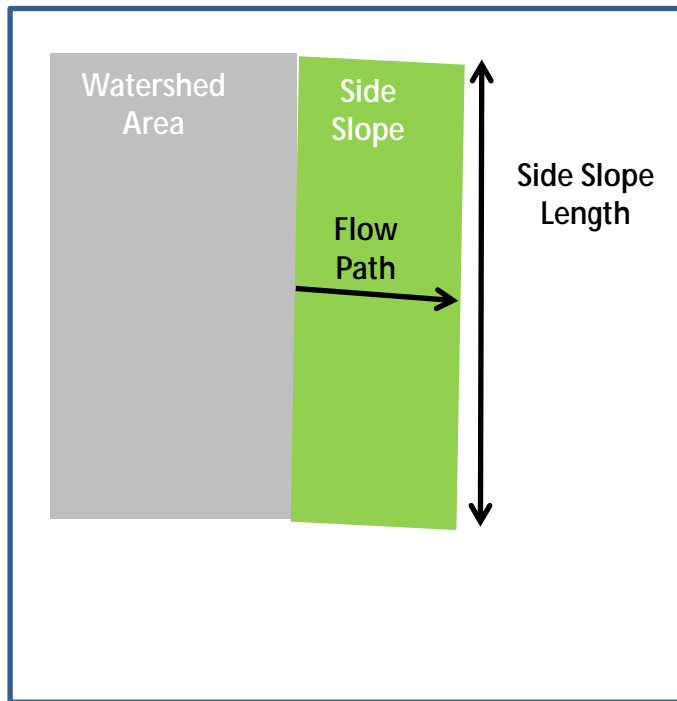 Watershed
Area
Side
Slope
Side Slope
Length
Flow
Path